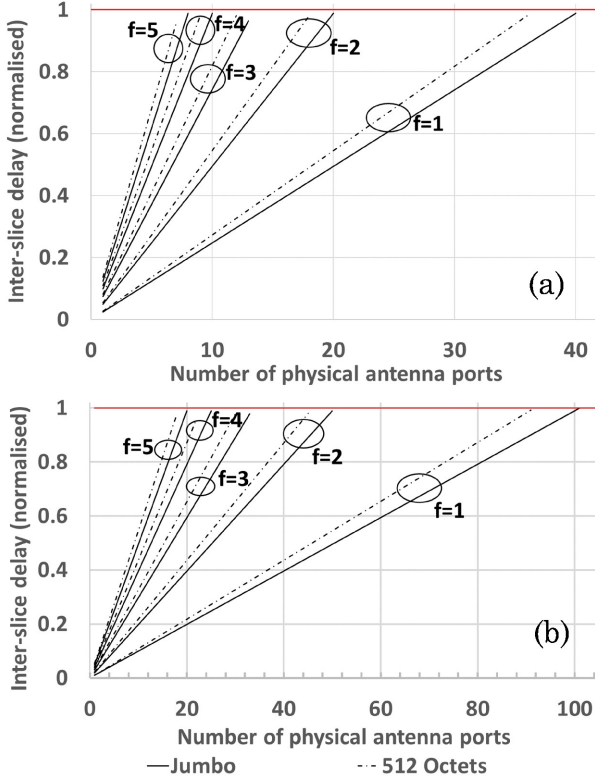 1
0.8
0.6
0.4
0.2
0
Inter-slice delay (normalised)
f=5
f=4
f=3
f=2
f=1
(a)
0 10 20 30 40
Number of physical antenna ports
1
0.8
0.6
0.4
0.2
0
Inter-slice delay (normalised)
f=5
f=4
f=3
f=2
f=1
(b)
0 20 40 60 80 100
Number of physical antenna ports
Jumbo 512 Octets